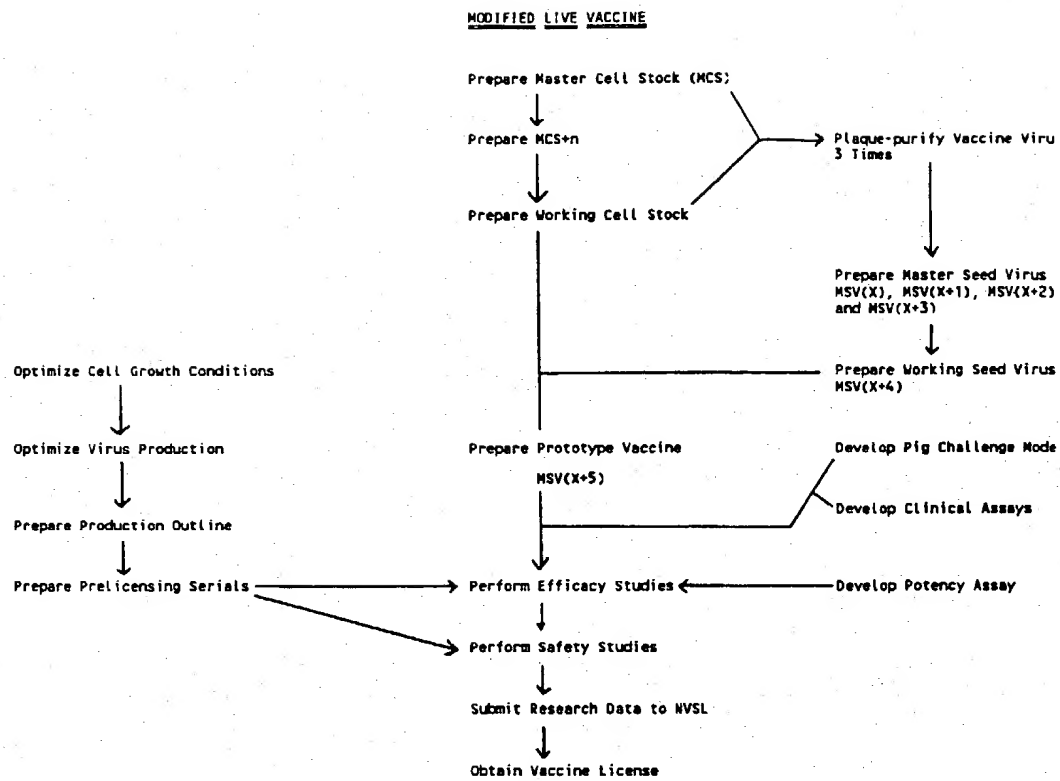 MODIFIED LIVE VACCINE
Prepare Master Cell Stock (MCS)
Prepare MCS+n
Plaque-purify Vaccine Viru
3 Times
Prepare Working Cell Stock
Prepare Master Seed Virus
MSV(X), MSV(X+1), MSV(X+2)
and MSV(X+3)
Optimize Cell Growth Conditions
Prepare Working Seed Virus
MSV(X+4)
Optimize Virus Production
Prepare Prototype Vaccine
MSV(X+5)
Develop Pig Challenge Mode
Develop Clinical Assays
Prepare Production Outline
Prepare Prelicensing Serials
Perform Efficacy Studies
Develop Potency Assay
Perform Safety Studies
Submit Research Data to NVSL
Obtain Vaccine License